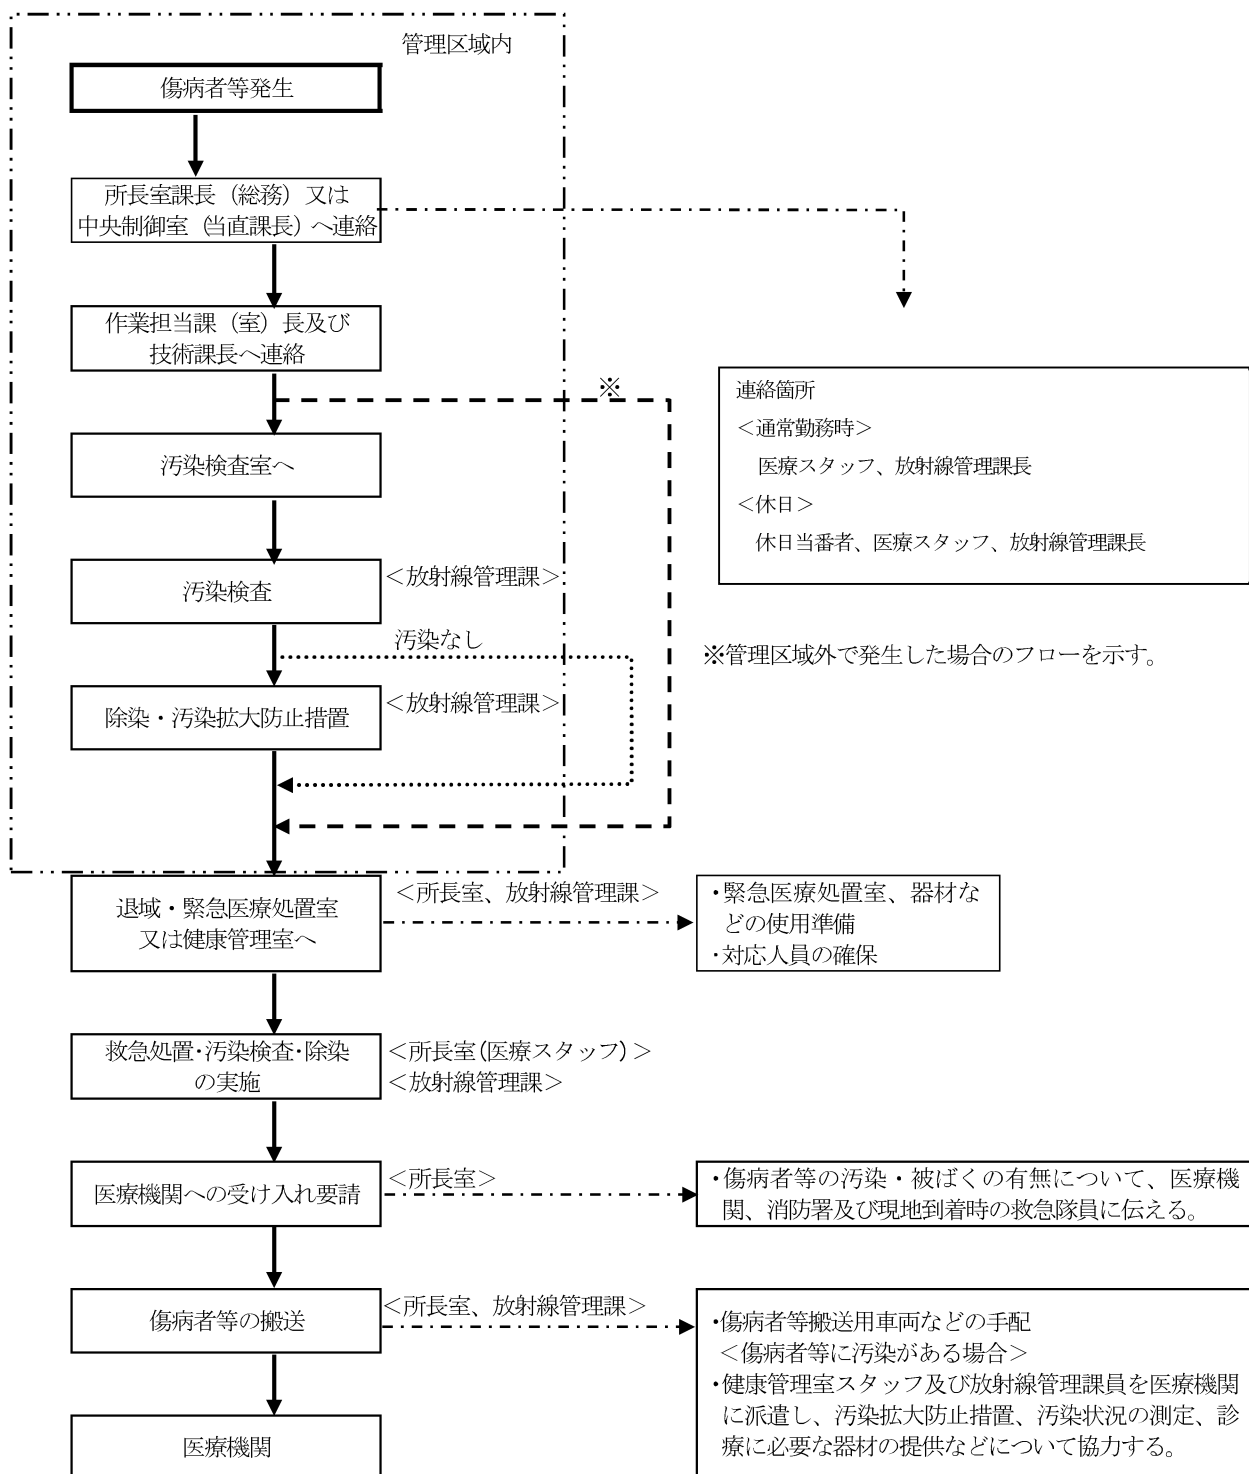 管理区域内
傷病者等発生
所長室課長（総務）又は
中央制御室（当直課長）へ連絡
作業担当課（室）長及び
技術課長へ連絡
※
連絡箇所
＜通常勤務時＞
医療スタッフ、放射線管理課長
＜休日＞
休日当番者、医療スタッフ、放射線管理課長
汚染検査室へ
汚染検査
＜放射線管理課＞
汚染なし
※管理区域外で発生した場合のフローを示す。
除染・汚染拡大防止措置
＜放射線管理課＞
退域・緊急医療処置室
又は健康管理室へ
＜所長室、放射線管理課＞
・緊急医療処置室、器材な
どの使用準備
・対応人員の確保
救急処置・汚染検査・除染
の実施
＜所長室（医療スタッフ）＞
＜放射線管理課＞
医療機関への受け入れ要請
＜所長室＞
・傷病者等の汚染・被ばくの有無について、医療機
関、消防署及び現地到着時の救急隊員に伝える。
傷病者等の搬送
＜所長室、放射線管理課＞
・傷病者等搬送用車両などの手配
＜傷病者等に汚染がある場合＞
・健康管理室スタッフ及び放射線管理課員を医療機関
に派遣し、汚染拡大防止措置、汚染状況の測定、診
療に必要な器材の提供などについて協力する。
医療機関